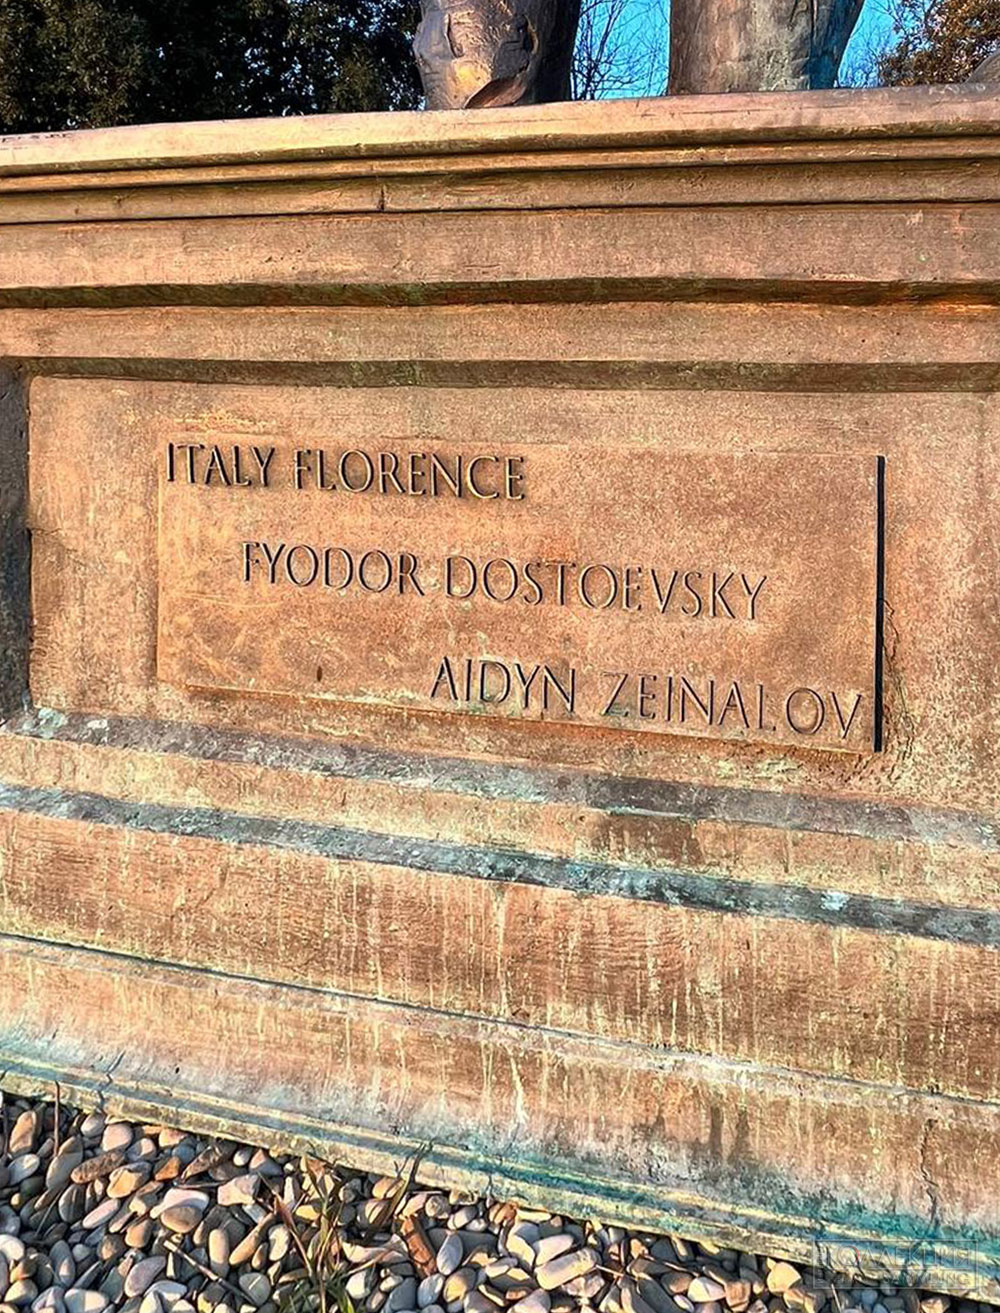 ITALY FLORENCE
FYODOR DOSTOEVSKY
AIDYN ZEINALOV